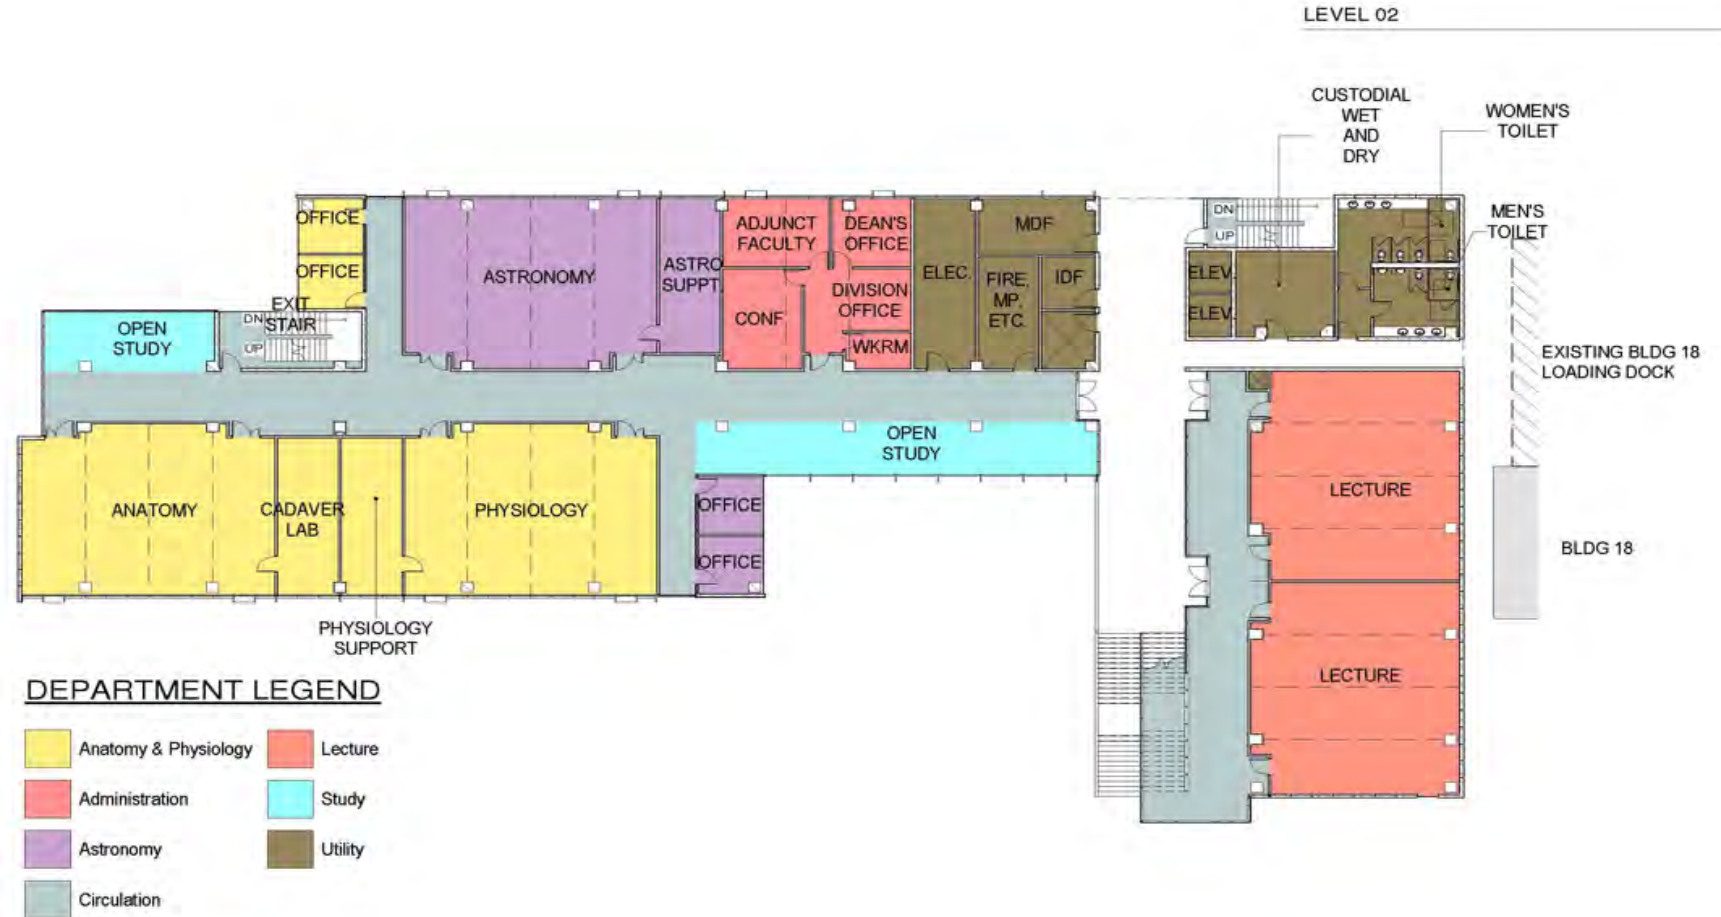 LEVEL 02
CUSTODIAL
WET
AND
DRY
WOMEN'S
TOILET
MEN'S
TOILET
OFFICE
OFFICE
ASTRONOMY
ASTRO
SUPPT.
ADJUNCT
FACULTY
DEAN'S
OFFICE
CONF
DIVISION
OFFICE
WKRM
ELEC.
MDF
FIRE,
MP,
ETC.
IDF
DN
UP
ELEV.
ELEV.
OPEN
STUDY
EXIT
STAIR
DN
UP
EXISTING BLDG 18
LOADING DOCK
OPEN
STUDY
ANATOMY
CADAVER
LAB
PHYSIOLOGY
OFFICE
OFFICE
LECTURE
BLDG 18
PHYSIOLOGY
SUPPORT
LECTURE
DEPARTMENT LEGEND
Anatomy & Physiology
Lecture
Administration
Study
Astronomy
Utility
Circulation